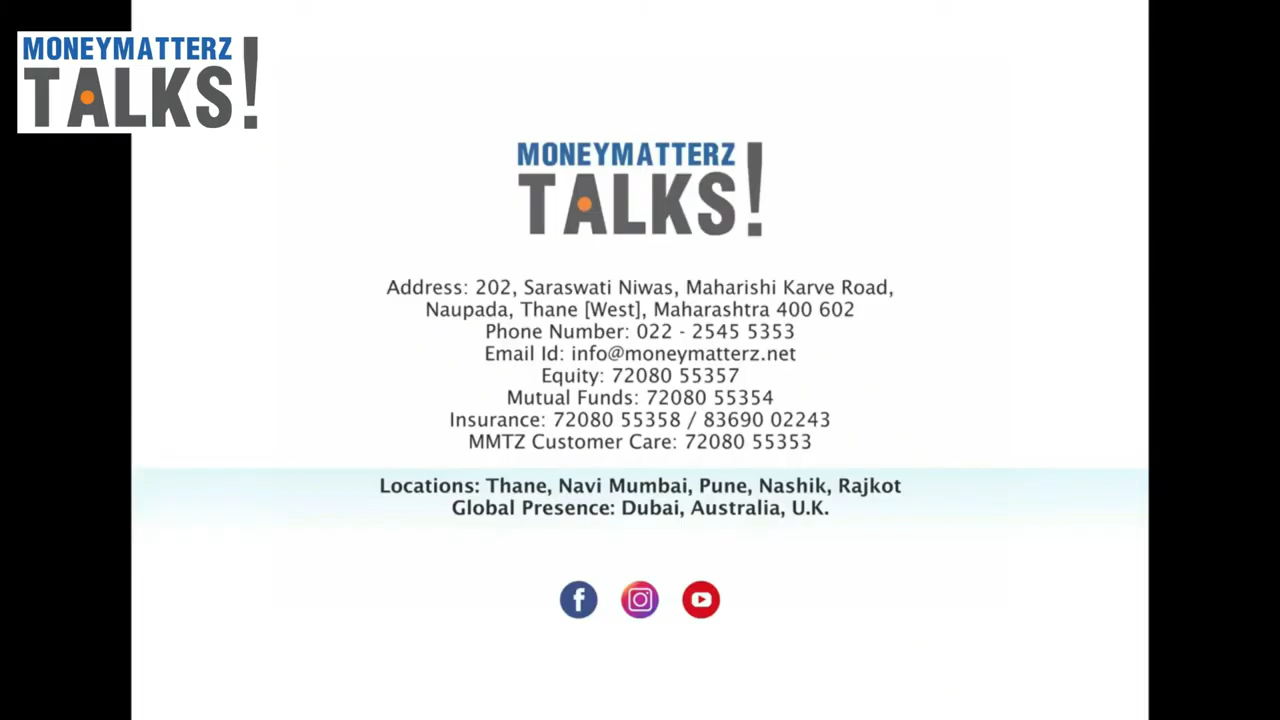 MONEYMATTERZ
TALKS!
MONEYMATTERZ
TALKS!
Address: 202, Saraswati Niwas, Maharishi Karve Road,
Naupada, Thane [West], Maharashtra 400 602
Phone Number: 022 - 2545 5353
Email Id: info@moneymatterz.net
Equity: 72080 55357
Mutual Funds: 72080 55354
Insurance: 72080 55358 / 83690 02243
MMTZ Customer Care: 72080 55353
Locations: Thane, Navi Mumbai, Pune, Nashik, Rajkot
Global Presence: Dubai, Australia, U.K.